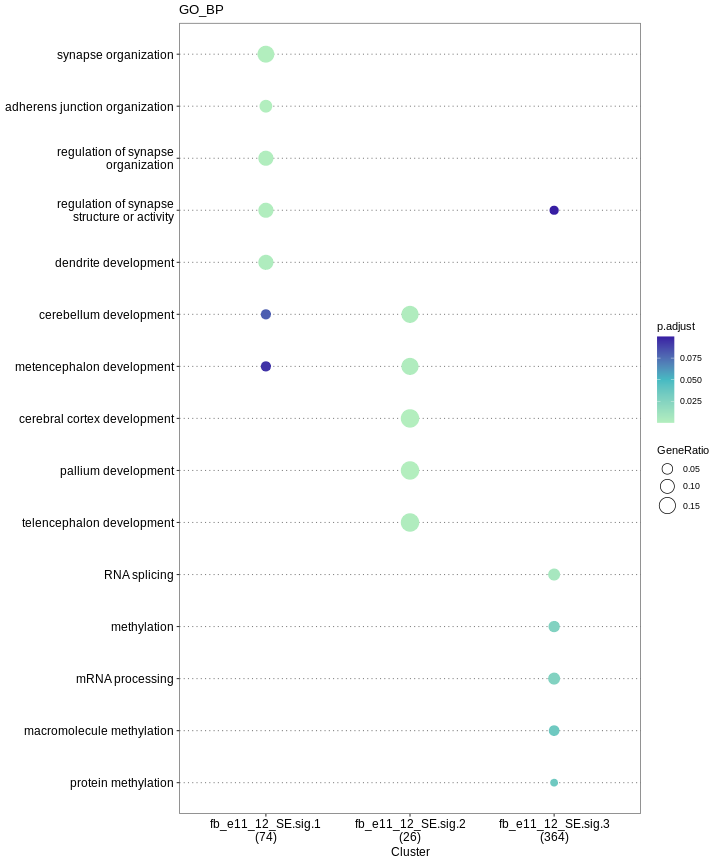 GO_BP
synapse organization
adherens junction organization
regulation of synapse
organization
regulation of synapse
structure or activity
dendrite development
cerebellum development
metencephalon development
cerebral cortex development
pallium development
telencephalon development
RNA splicing
methylation
mRNA processing
macromolecule methylation
protein methylation
fb_e11_12_SE.sig.1
(74)
fb_e11_12_SE.sig.2
(26)
fb_e11_12_SE.sig.3
(364)
Cluster
p.adjust
0.075
0.050
0.025
GeneRatio
0.05
0.10
0.15